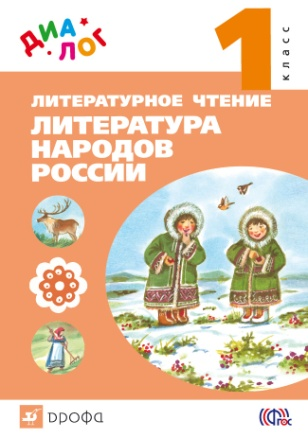 ДИА
ЛОГ
1
класс
ЛИТЕРАТУРНОЕ ЧТЕНИЕ
ЛИТЕРАТУРА
НАРОДОВ
РОССИИ
дрофа
ФГОС